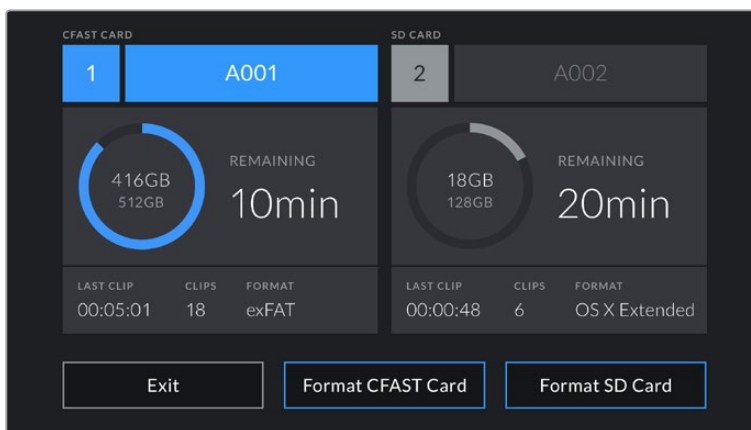 CFAST CARD
1
A001
416GB
512GB
REMAINING
10min
LAST CLIP
CLIPS
FORMAT
00:05:01
18
exFAT
SD CARD
2
A002
18GB
128GB
REMAINING
20min
LAST CLIP
CLIPS
FORMAT
00:00:48
6
OS X Extended
Exit
Format CFAST Card
Format SD Card